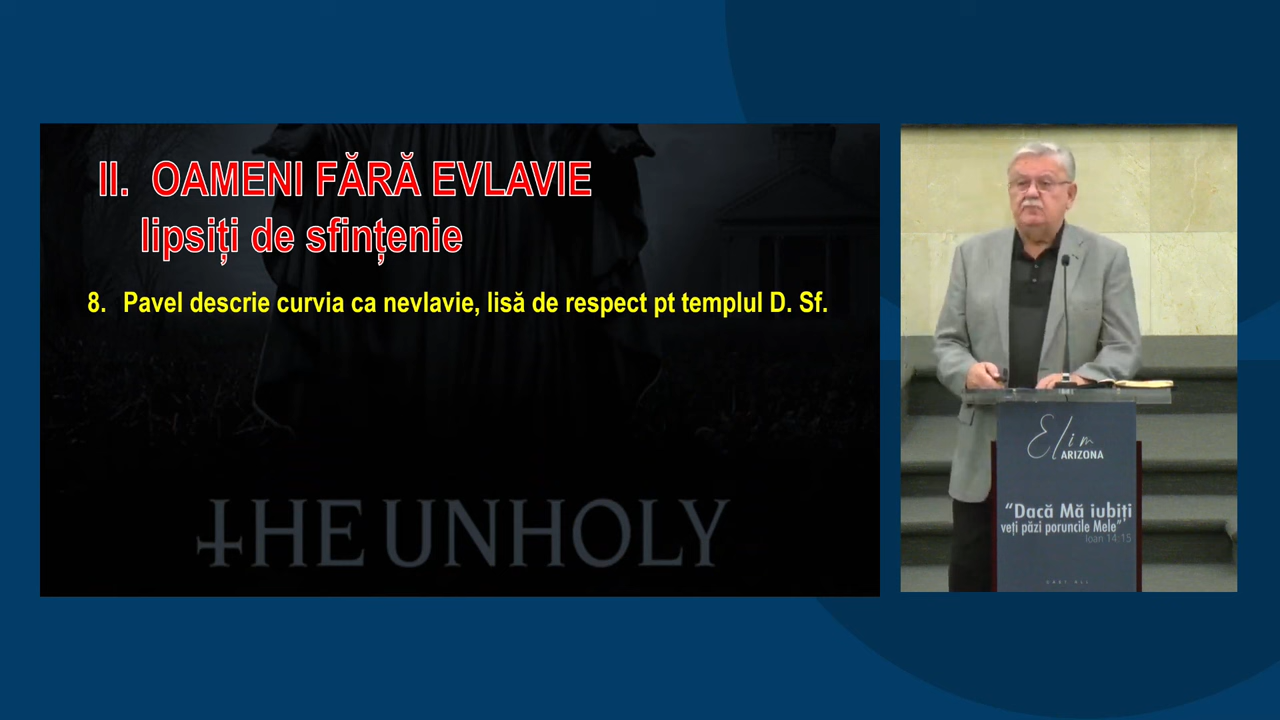 II. OAMENI FĂRĂ EVLAVIE
lipsiți de sfințenie
8. Pavel descrie curvia ca nevlavie, lisă de respect pt templul D. Sf.
THE UNHOLY
Elim
ARIZONA
“Dacă Mă iubiți
veți păzi poruncile Mele”
Ioan 14:15